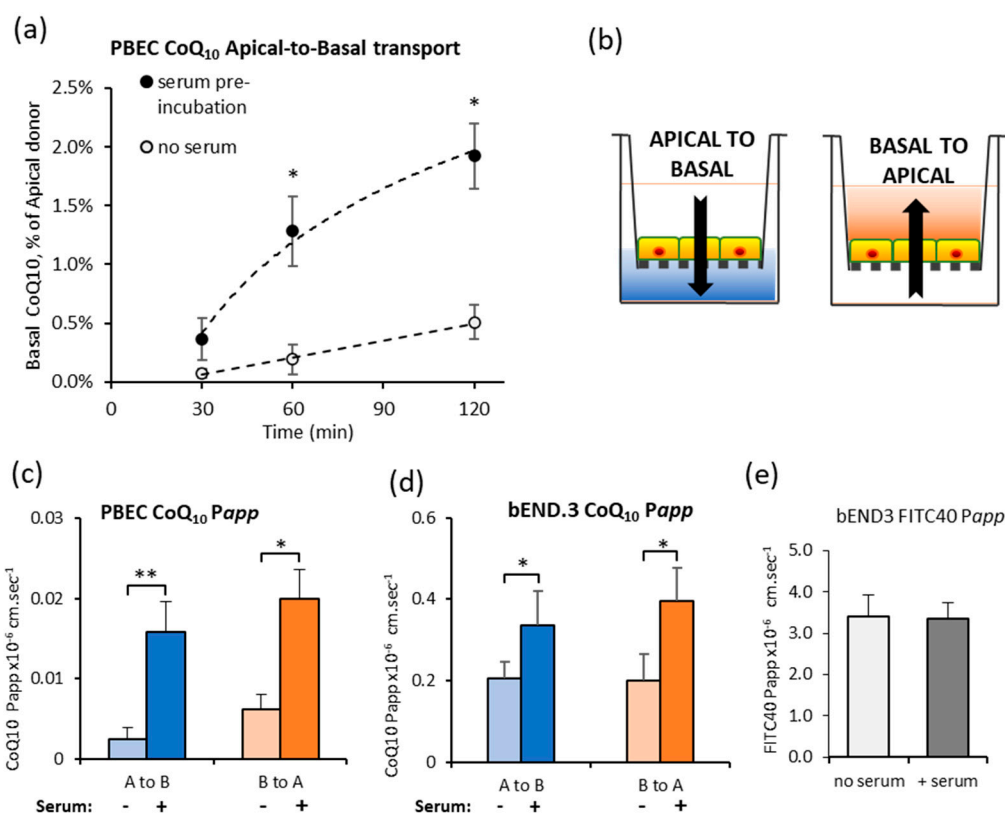 (a)
PBEC CoQ10 Apical-to-Basal transport
serum pre-
incubation
no serum
*
*
Basal CoQ10, % of Apical donor
2.5%
2.0%
1.5%
1.0%
0.5%
0.0%
0 30 60 90 120
Time (min)
(b)
APICAL TO
BASAL
BASAL TO
APICAL
(c)
PBEC CoQ10 Papp
CoQ10 Papp x10-6 cm.sec-1
0.03
0.02
0.01
0
**
*
A to B B to A
Serum: - + - +
(d)
bEND.3 CoQ10 Papp
CoQ10 Papp x10-6 cm.sec-1
0.6
0.4
0.2
0
*
*
A to B B to A
Serum: - + - +
(e)
bEND3 FITC40 Papp
FITC40 Papp x10-6 cm.sec-1
5.0
4.0
3.0
2.0
1.0
0.0
no serum + serum